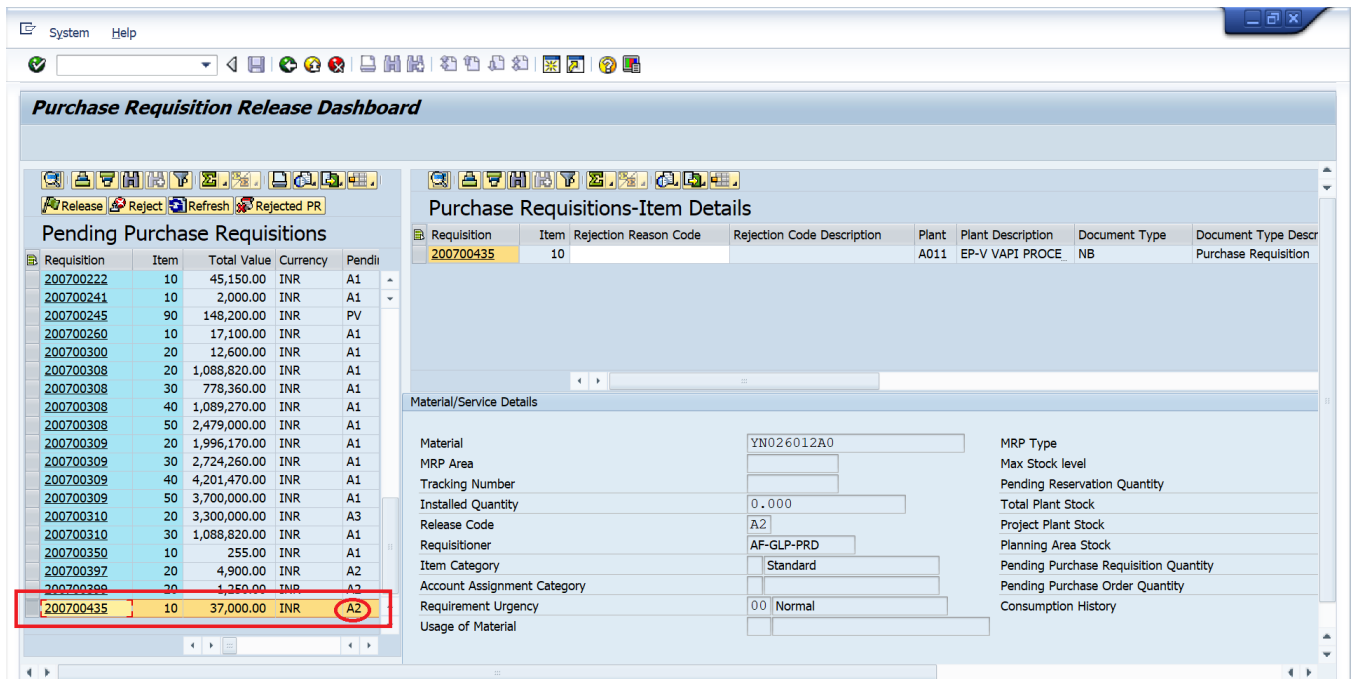 System Help
Purchase Requisition Release Dashboard
Release Reject Refresh Rejected PR
Pending Purchase Requisitions
Requisition Item Total Value Currency Pendin
200700222 10 45,150.00 INR A1
200700241 10 2,000.00 INR A1
200700245 90 148,200.00 INR PV
200700260 10 17,100.00 INR A1
200700300 20 12,600.00 INR A1
200700308 20 1,088,820.00 INR A1
200700308 30 778,360.00 INR A1
200700308 40 1,089,270.00 INR A1
200700308 50 2,479,000.00 INR A1
200700309 20 1,996,170.00 INR A1
200700309 30 2,724,260.00 INR A1
200700309 40 4,201,470.00 INR A1
200700309 50 3,700,000.00 INR A1
200700310 20 3,300,000.00 INR A3
200700310 30 1,088,820.00 INR A1
200700350 10 255.00 INR A1
200700397 20 4,900.00 INR A2
200700399 20 1,250.00 INR A2
200700435 10 37,000.00 INR A2
Purchase Requisitions-Item Details
Requisition Item Rejection Reason Code Rejection Code Description Plant Plant Description Document Type Document Type Descr
200700435 10 A011 EP-V VAPI PROCE_ NB Purchase Requisition
Material/Service Details
Material YN026012A0 MRP Type
MRP Area Max Stock level
Tracking Number Pending Reservation Quantity
Installed Quantity 0.000 Total Plant Stock
Release Code A2 Project Plant Stock
Requisitioner AF-GLP-PRD Planning Area Stock
Item Category Standard Pending Purchase Requisition Quantity
Account Assignment Category Pending Purchase Order Quantity
Requirement Urgency 00 Normal Consumption History
Usage of Material